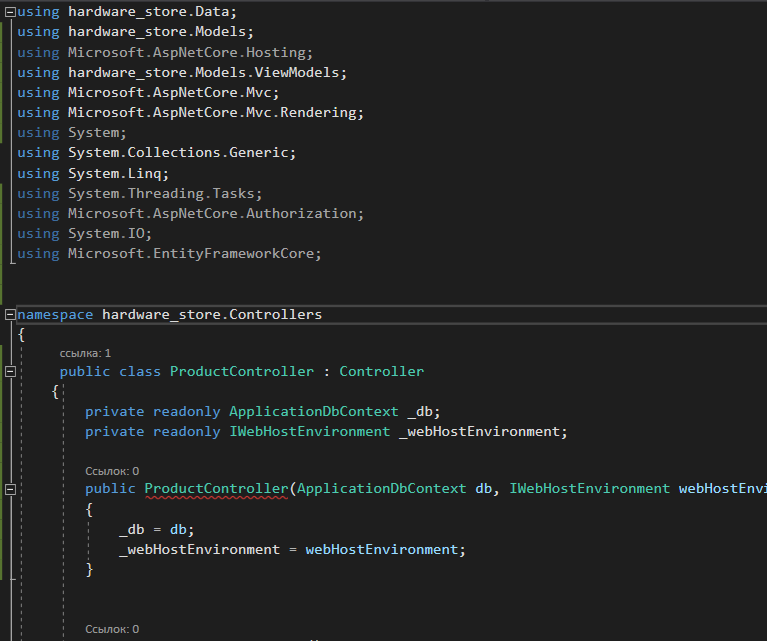 using hardware_store.Data;
using hardware_store.Models;
using Microsoft.AspNetCore.Hosting;
using hardware_store.Models.ViewModels;
using Microsoft.AspNetCore.Mvc;
using Microsoft.AspNetCore.Mvc.Rendering;
using System;
using System.Collections.Generic;
using System.Linq;
using System.Threading.Tasks;
using Microsoft.AspNetCore.Authorization;
using System.IO;
using Microsoft.EntityFrameworkCore;
namespace hardware_store.Controllers
{
ссылка: 1
public class ProductController : Controller
{
private readonly ApplicationDbContext _db;
private readonly IWebHostEnvironment _webHostEnvironment;
Ссылок: 0
public ProductController(ApplicationDbContext db, IWebHostEnvironment webHostEnvi
{
_db = db;
_webHostEnvironment = webHostEnvironment;
}
Ссылок: 0